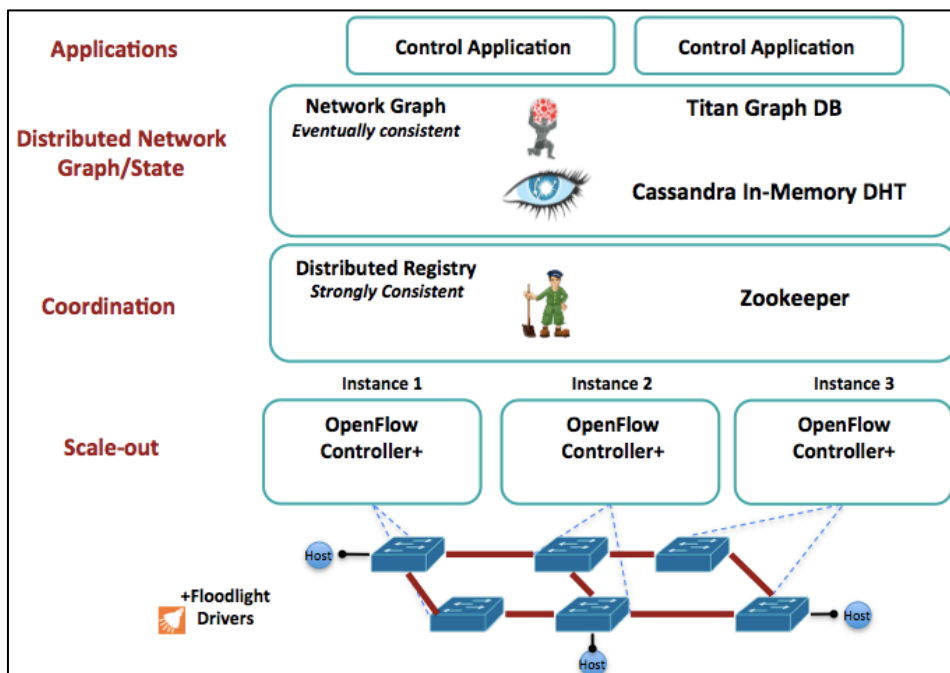 Applications
Control Application
Control Application
Distributed Network
Graph/State
Network Graph
Eventually consistent
Titan Graph DB
Cassandra In-Memory DHT
Coordination
Distributed Registry
Strongly Consistent
Zookeeper
Scale-out
Instance 1
Instance 2
Instance 3
OpenFlow
Controller+
OpenFlow
Controller+
OpenFlow
Controller+
Host
+Floodlight
Drivers
Host
Host